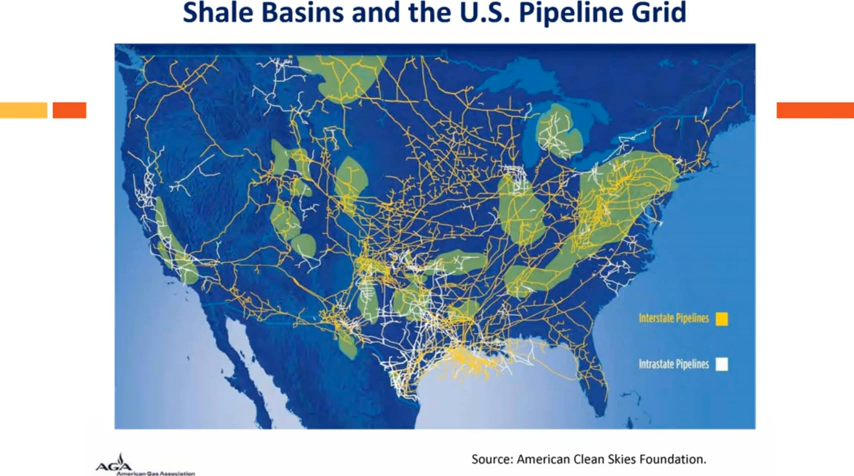 Shale Basins and the U.S. Pipeline Grid
Interstate Pipelines
Intrastate Pipelines
Source: American Clean Skies Foundation.
AGA
American Gas Association